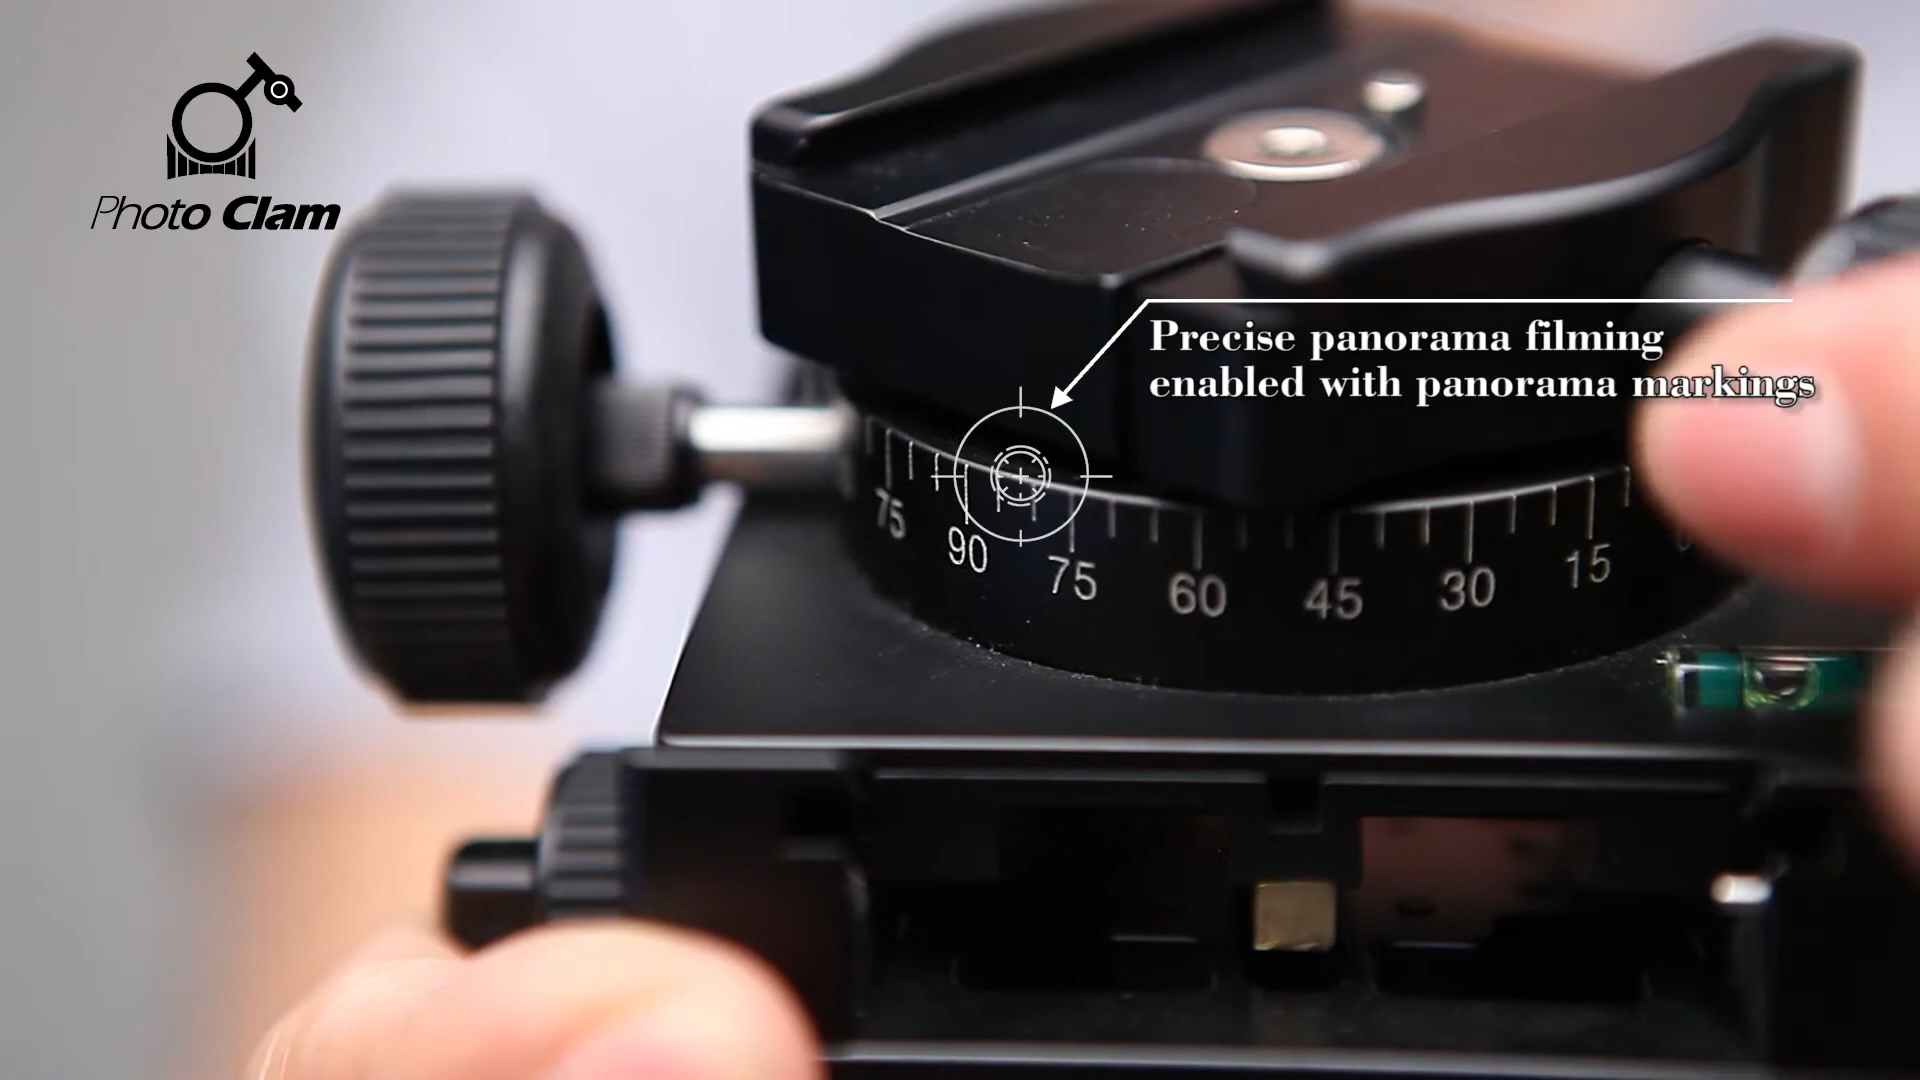 Photo Clam
Precise panorama filming
enabled with panorama markings
75 90 75 60 45 30 15